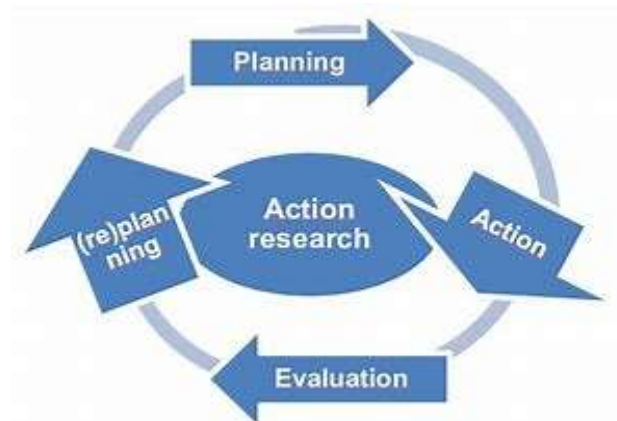 Planning
Action
research
Action
Evaluation
(re)plan
ning